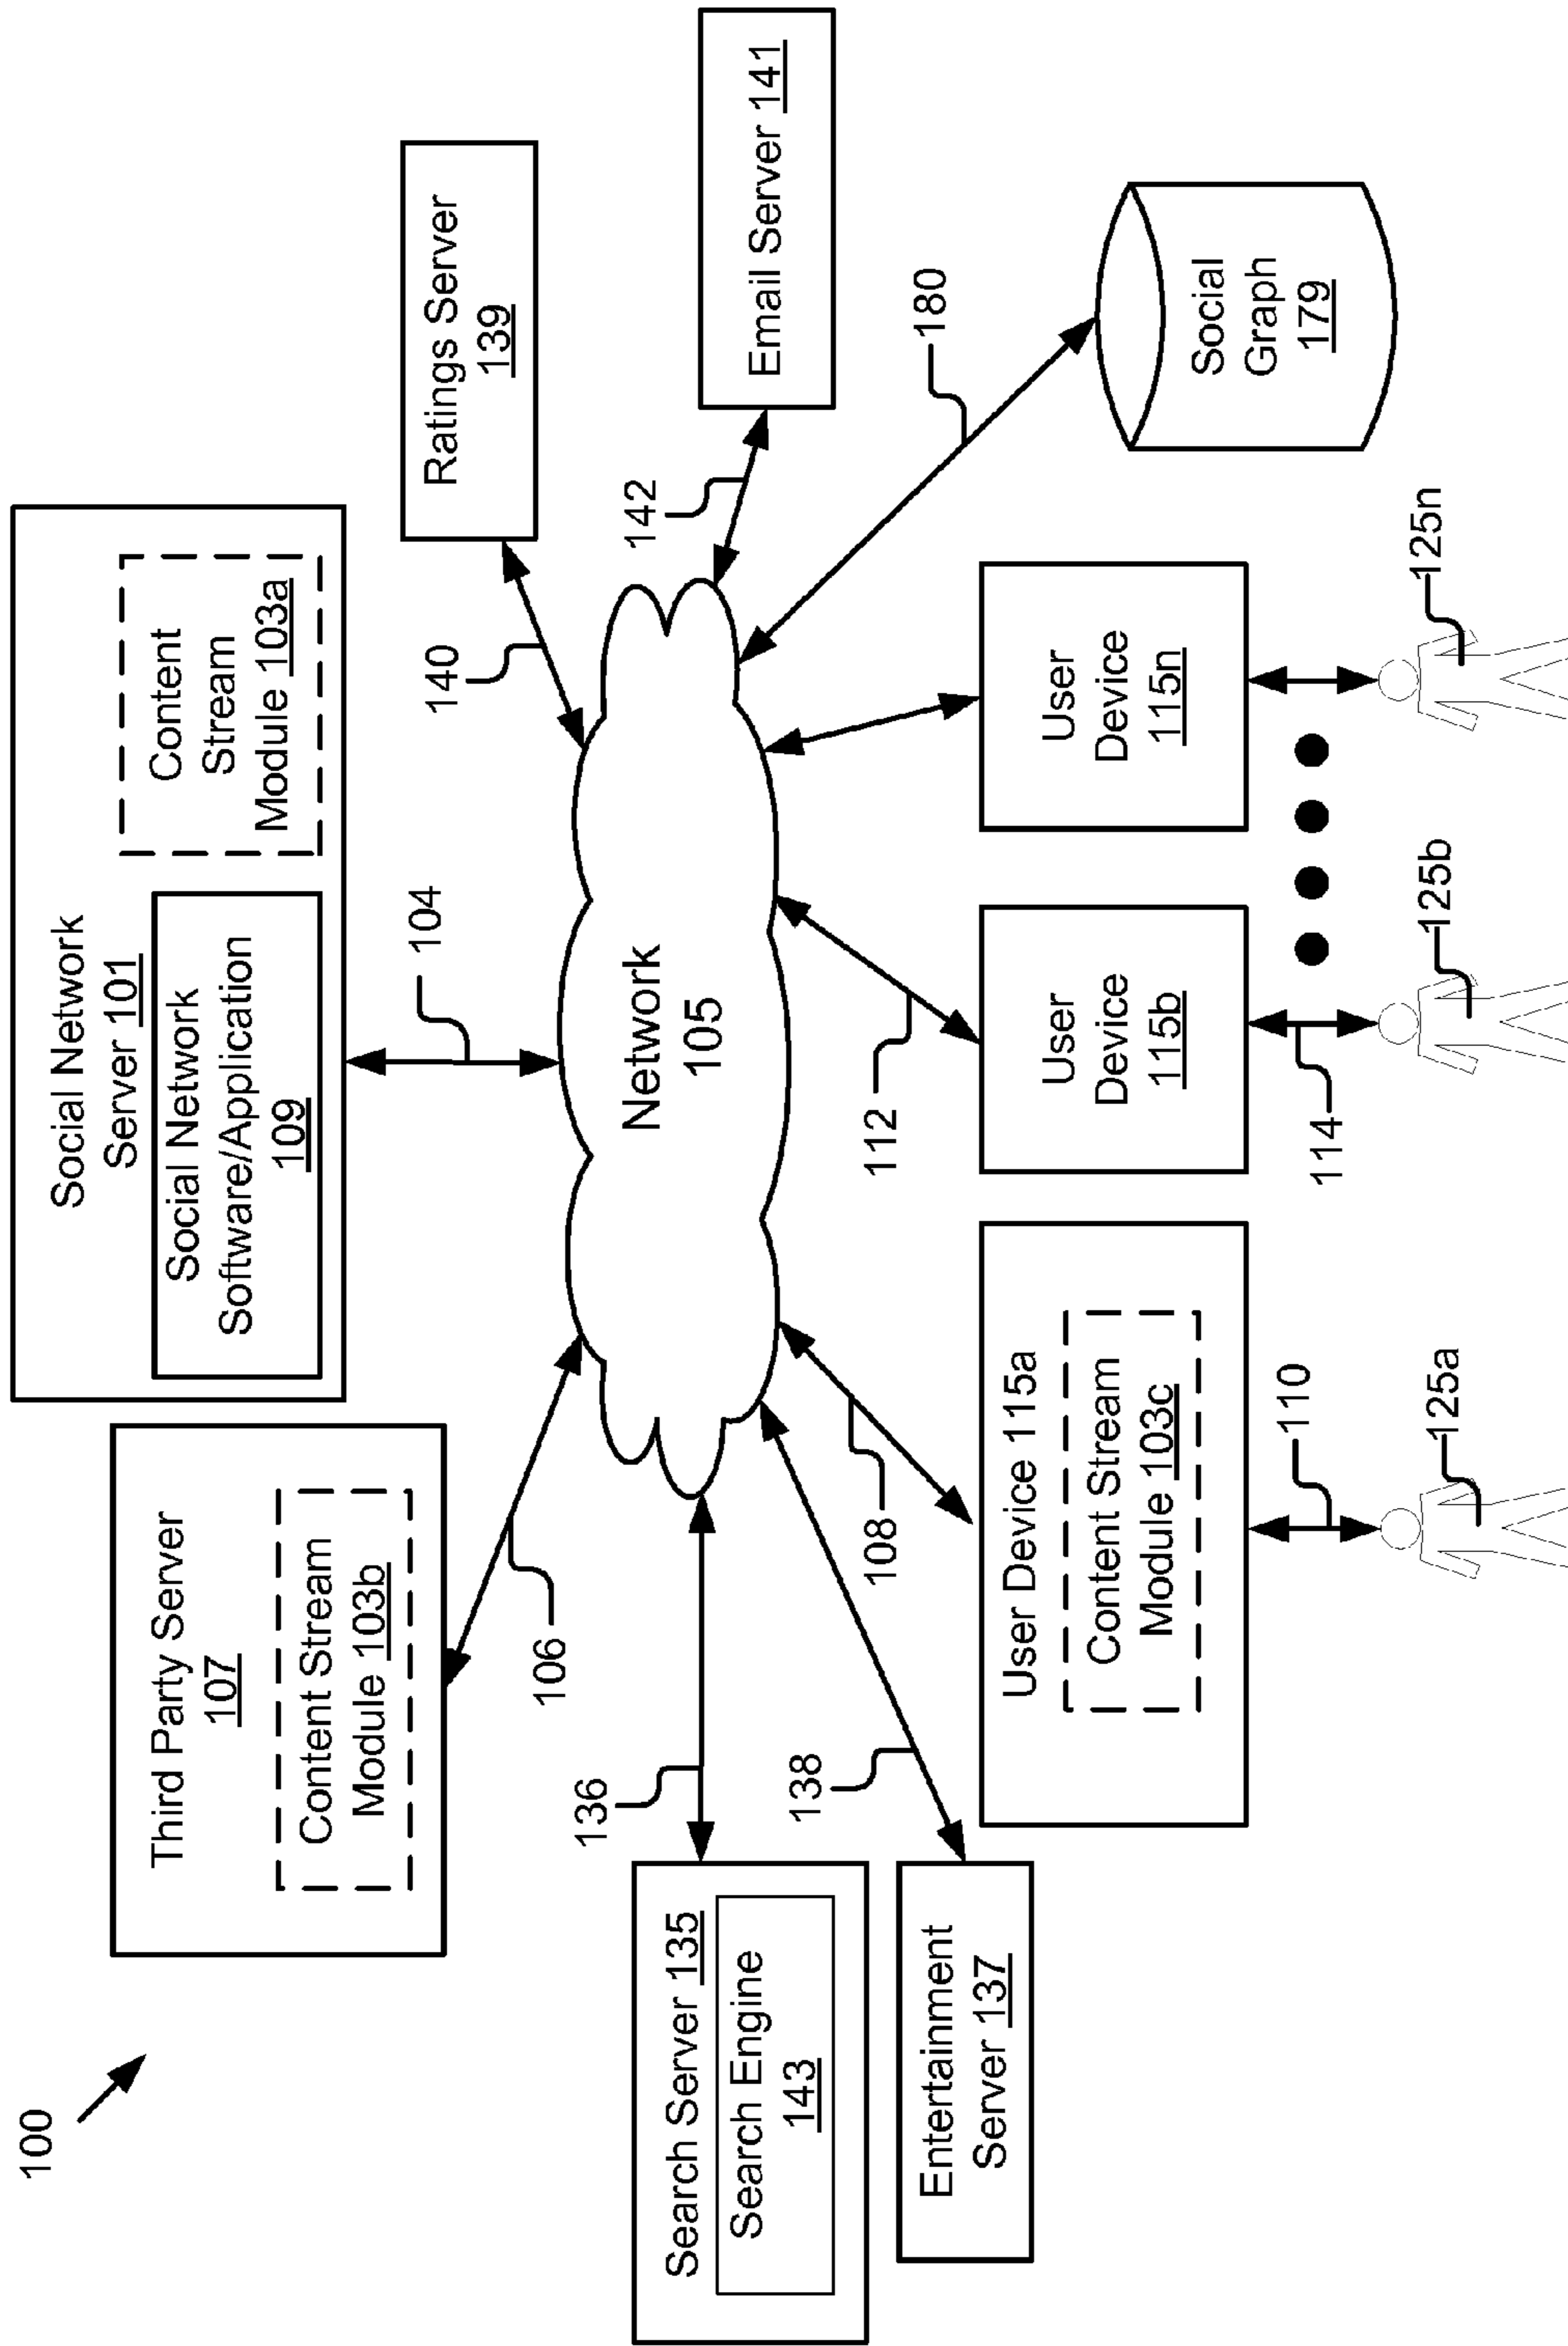 100
Social Network
Server 101
Social Network
Software/Application
109
Content
Stream
Module 103a
Third Party Server
107
Content Stream
Module 103b
Ratings Server
139
104
106
140
136
142
Search Server 135
Search Engine
143
Network
105
Email Server 141
138
108
112
180
Entertainment
Server 137
User Device 115a
Content Stream
Module 103c
User
Device
115b
User
Device
115n
Social
Graph
179
110
114
125a
125b
125n